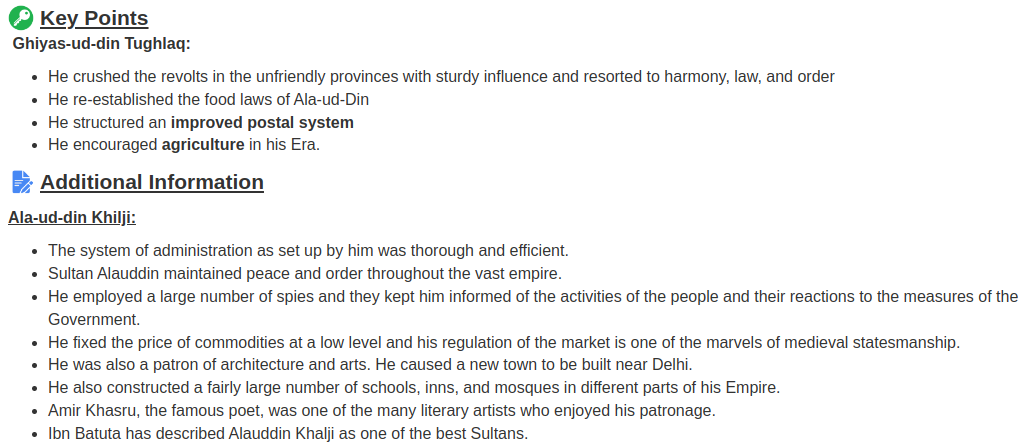 Key Points
Ghiyas-ud-din Tughlaq:
• He crushed the revolts in the unfriendly provinces with sturdy influence and resorted to harmony, law, and order
• He re-established the food laws of Ala-ud-Din
• He structured an improved postal system
• He encouraged agriculture in his Era.
Additional Information
Ala-ud-din Khilji:
• The system of administration as set up by him was thorough and efficient.
• Sultan Alauddin maintained peace and order throughout the vast empire.
• He employed a large number of spies and they kept him informed of the activities of the people and their reactions to the measures of the
Government.
• He fixed the price of commodities at a low level and his regulation of the market is one of the marvels of medieval statesmanship.
• He was also a patron of architecture and arts. He caused a new town to be built near Delhi.
• He also constructed a fairly large number of schools, inns, and mosques in different parts of his Empire.
• Amir Khasru, the famous poet, was one of the many literary artists who enjoyed his patronage.
• Ibn Batuta has described Alauddin Khalji as one of the best Sultans.